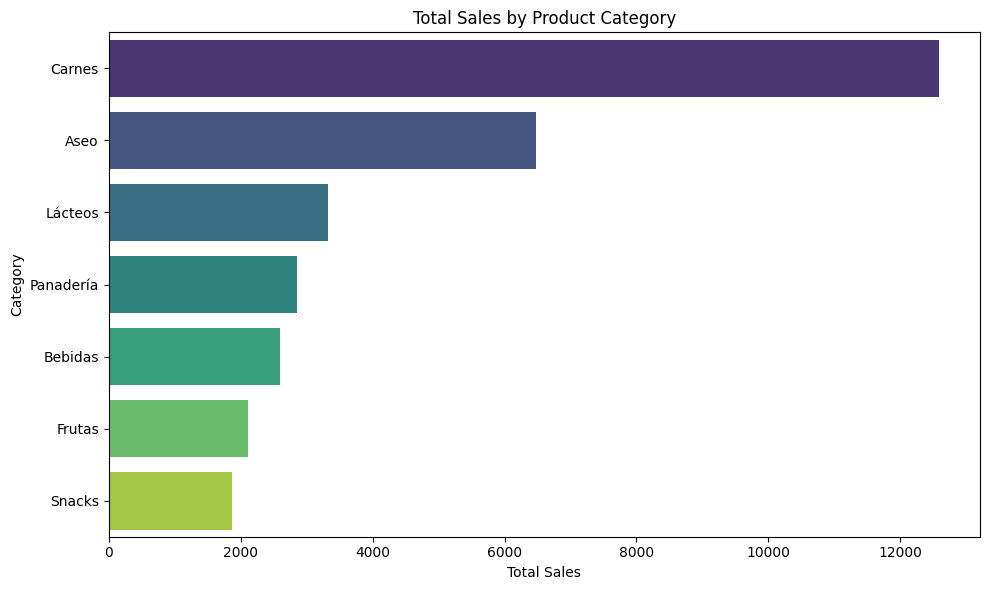 Total Sales by Product Category
Category
Carnes
Aseo
Lácteos
Panadería
Bebidas
Frutas
Snacks
0 2000 4000 6000 8000 10000 12000
Total Sales